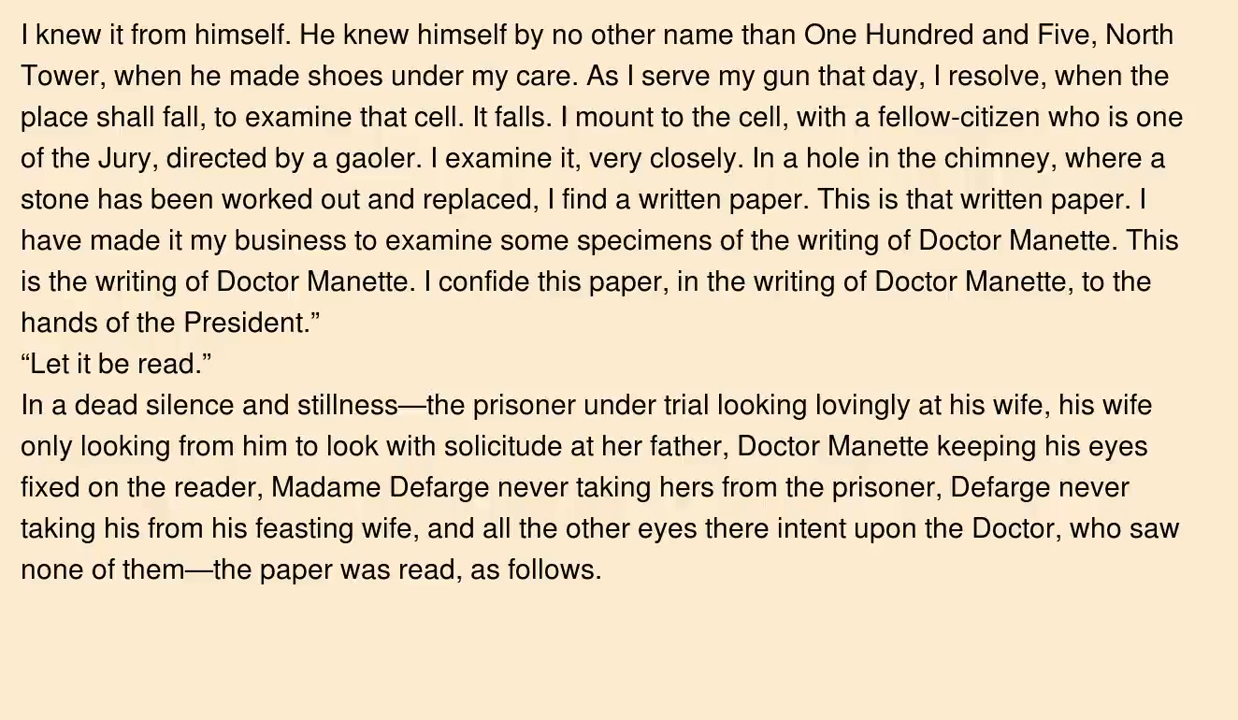 I knew it from himself. He knew himself by no other name than One Hundred and Five, North
Tower, when he made shoes under my care. As I serve my gun that day, I resolve, when the
place shall fall, to examine that cell. It falls. I mount to the cell, with a fellow-citizen who is one
of the Jury, directed by a gaoler. I examine it, very closely. In a hole in the chimney, where a
stone has been worked out and replaced, I find a written paper. This is that written paper. I
have made it my business to examine some specimens of the writing of Doctor Manette. This
is the writing of Doctor Manette. I confide this paper, in the writing of Doctor Manette, to the
hands of the President.”
“Let it be read.”
In a dead silence and stillness—the prisoner under trial looking lovingly at his wife, his wife
only looking from him to look with solicitude at her father, Doctor Manette keeping his eyes
fixed on the reader, Madame Defarge never taking hers from the prisoner, Defarge never
taking his from his feasting wife, and all the other eyes there intent upon the Doctor, who saw
none of them—the paper was read, as follows.